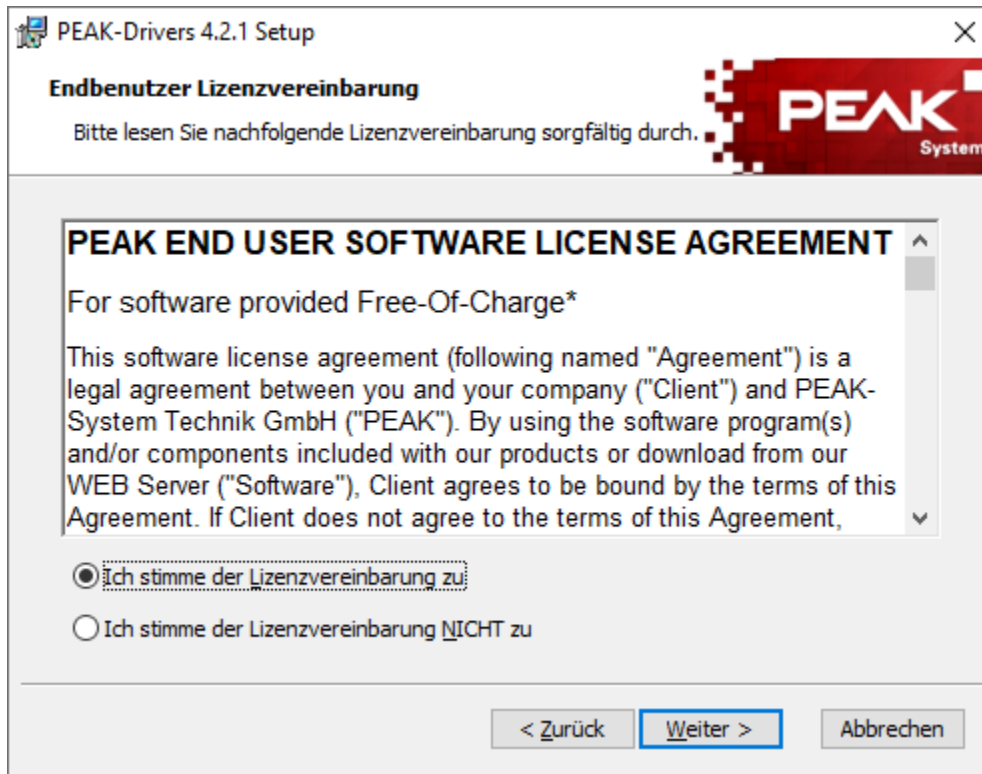 PEAK-Drivers 4.2.1 Setup
Endbenutzer Lizenzvereinbarung
Bitte lesen Sie nachfolgende Lizenzvereinbarung sorgfältig durch.
PEAK
System
PEAK END USER SOFTWARE LICENSE AGREEMENT
For software provided Free-Of-Charge*
This software license agreement (following named "Agreement") is a
legal agreement between you and your company ("Client") and PEAK-
System Technik GmbH ("PEAK"). By using the software program(s)
and/or components included with our products or download from our
WEB Server ("Software"), Client agrees to be bound by the terms of this
Agreement. If Client does not agree to the terms of this Agreement,
Ich stimme der Lizenzvereinbarung zu
Ich stimme der Lizenzvereinbarung NICHT zu
< Zurück
Weiter >
Abbrechen